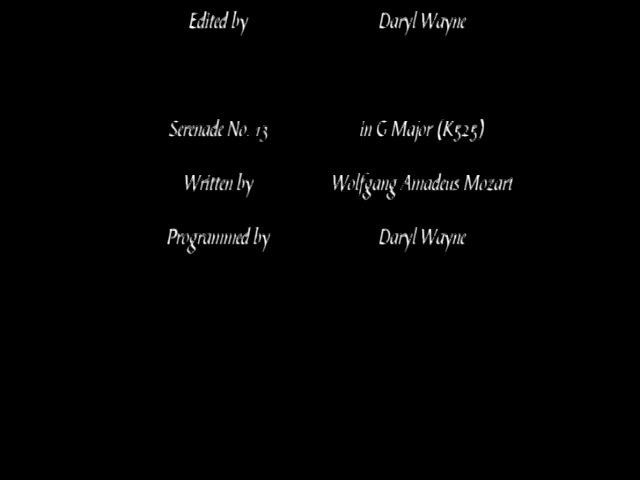 Edited by Daryl Wayne
Serenade No. 13 in G Major (K525)
Written by Wolfgang Amadeus Mozart
Programmed by Daryl Wayne